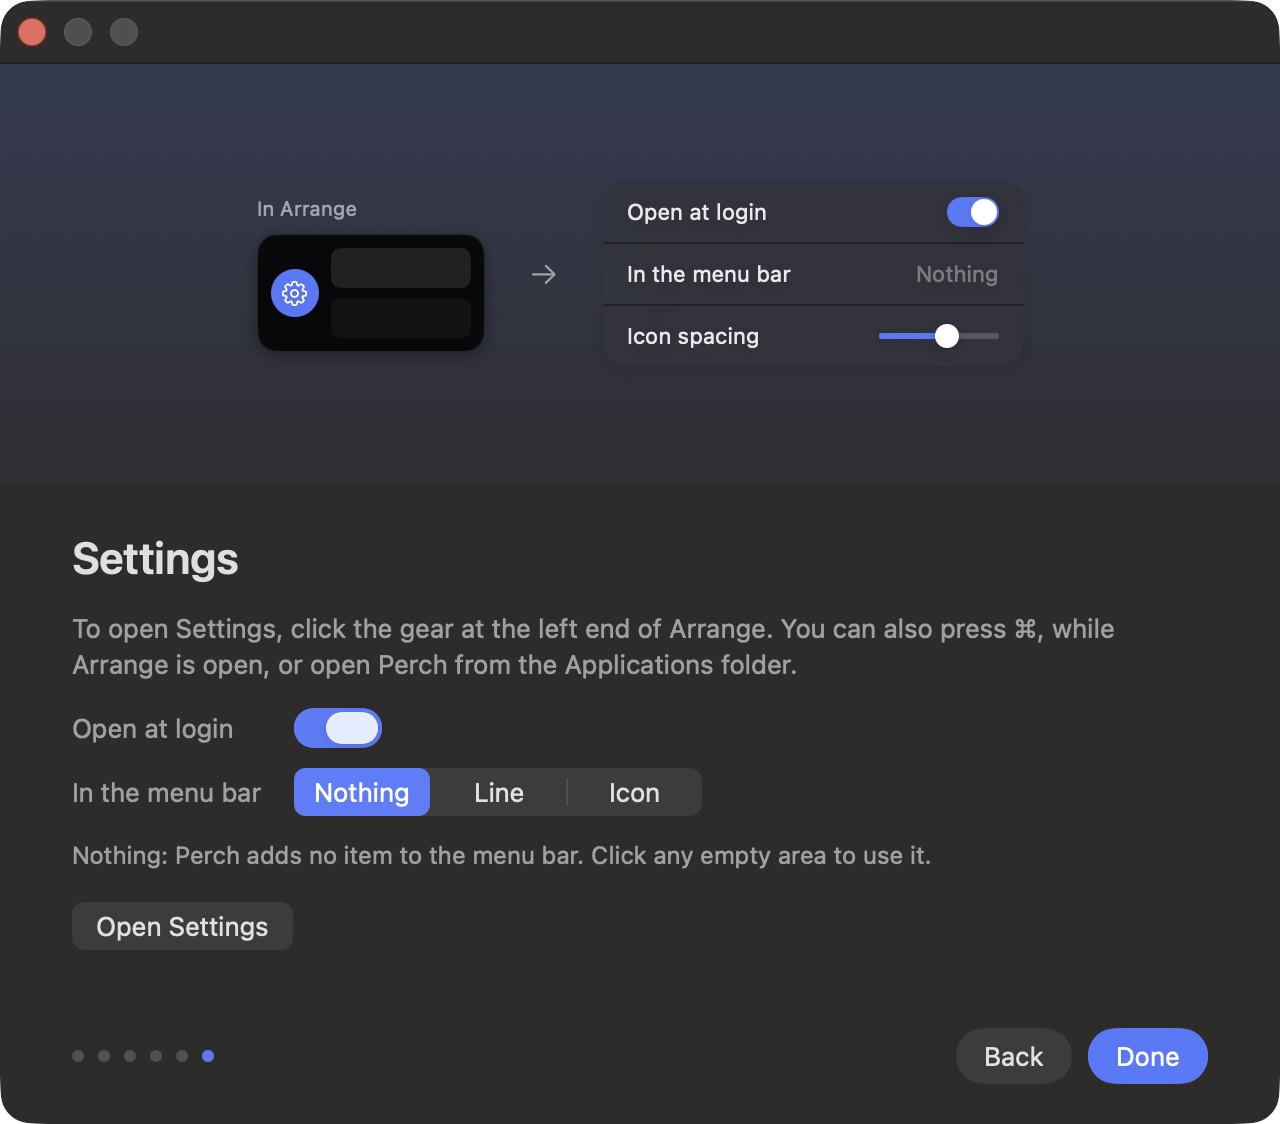 In Arrange
Open at login
In the menu bar Nothing
Icon spacing
Settings
To open Settings, click the gear at the left end of Arrange. You can also press ⌘, while
Arrange is open, or open Perch from the Applications folder.
Open at login
In the menu bar Nothing Line Icon
Nothing: Perch adds no item to the menu bar. Click any empty area to use it.
Open Settings
Back Done